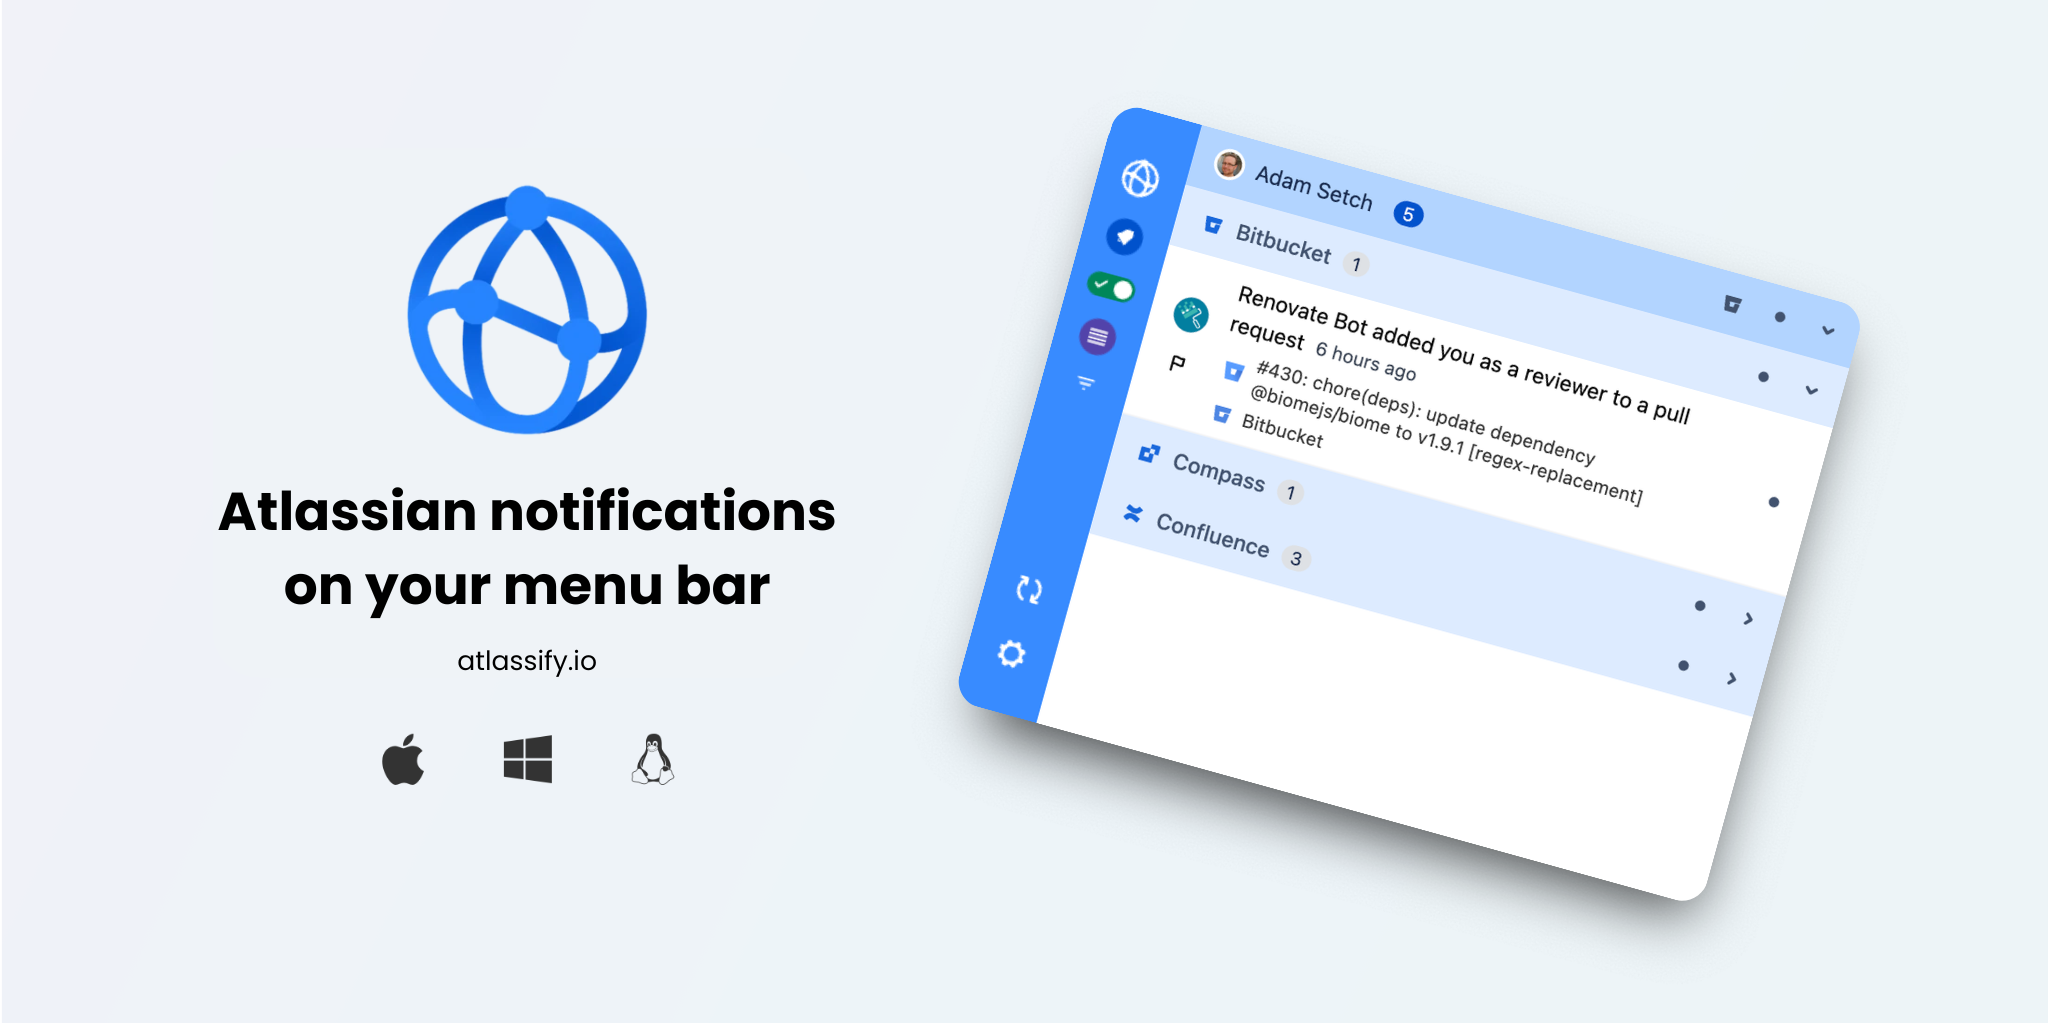 Atlassian notifications
on your menu bar
atlassify.io
Adam Setch 5
Bitbucket 1
Renovate Bot added you as a reviewer to a pull
request 6 hours ago
#430: chore(deps): update dependency
@biomejs/biome to v1.9.1 [regex-replacement]
Bitbucket
Compass 1
Confluence 3